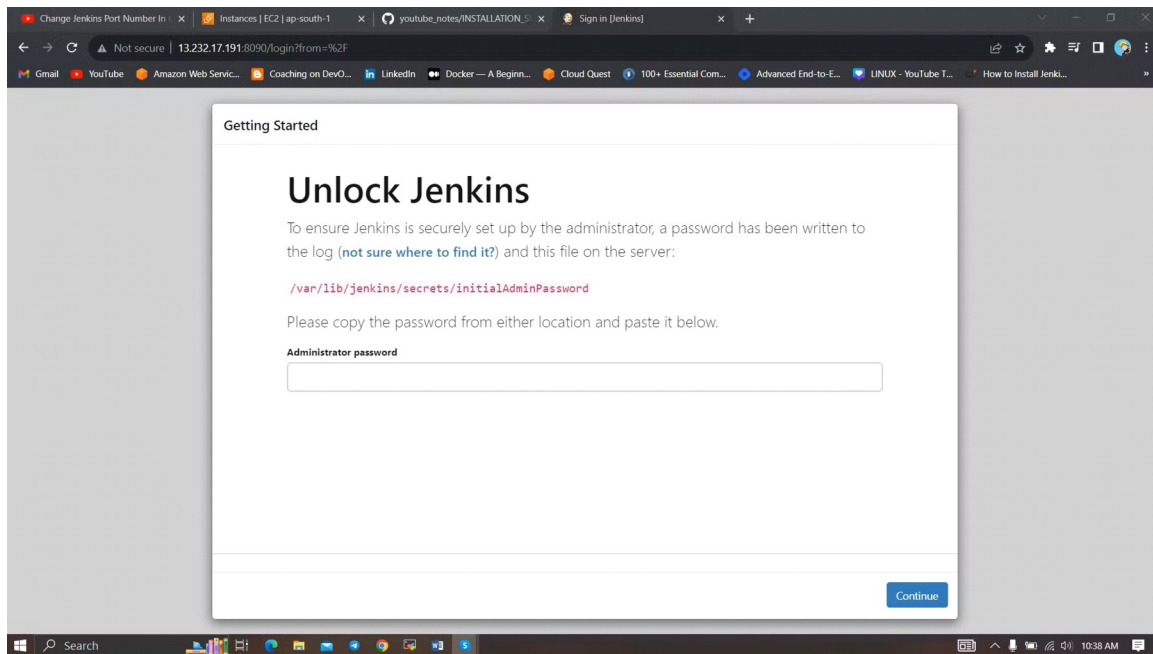 Change Jenkins Port Number In
Instances | EC2 | ap-south-1
youtube_notes/INSTALLATION_S
Sign in [Jenkins]
Not secure | 13.232.17.191:8090/login?from=%2F
Gmail
YouTube
Amazon Web Servic...
Coaching on DevO...
LinkedIn
Docker — A Beginn...
Cloud Quest
100+ Essential Com...
Advanced End-to-E...
LINUX - YouTube T...
How to Install Jenki...
Getting Started
Unlock Jenkins
To ensure Jenkins is securely set up by the administrator, a password has been written to
the log (not sure where to find it?) and this file on the server:
/var/lib/jenkins/secrets/initialAdminPassword
Please copy the password from either location and paste it below.
Administrator password
Continue
Search
10:38 AM